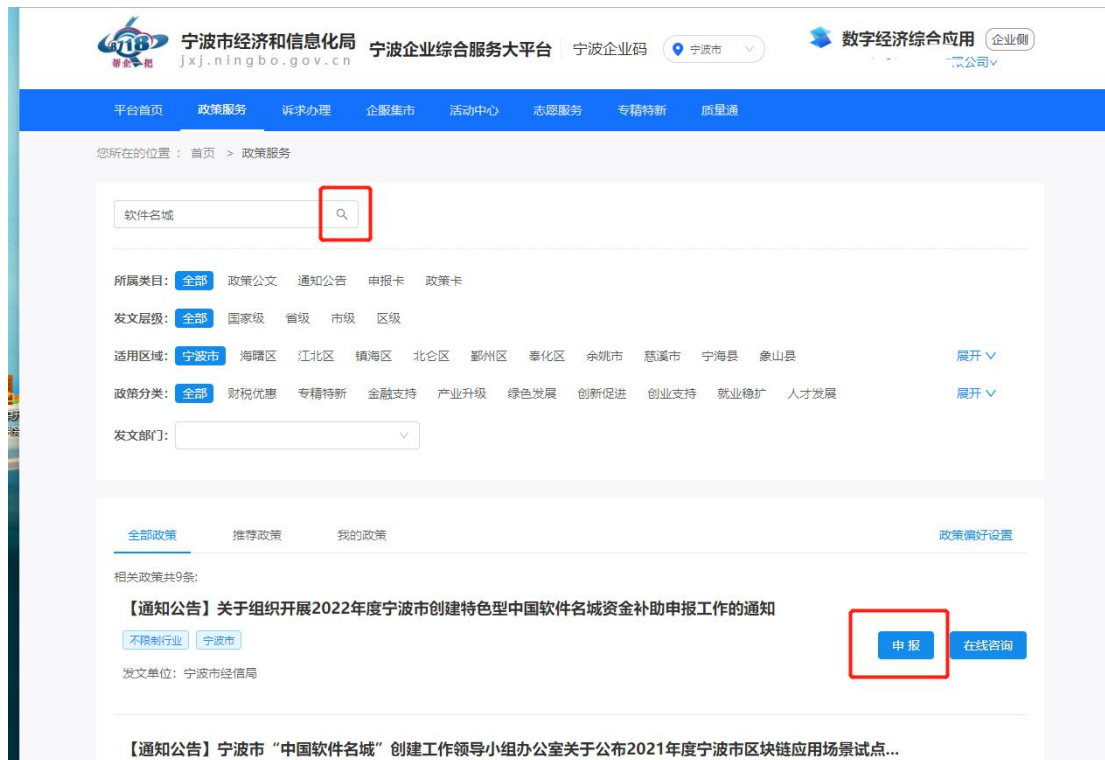 8718
帮企一把
宁波市经济和信息化局
jxj.ningbo.gov.cn
宁波企业综合服务大平台 宁波企业码 宁波市
数字经济综合应用 企业侧
限公司
平台首页 政策服务 诉求办理 企服集市 活动中心 志愿服务 专精特新 质量通
您所在的位置： 首页 > 政策服务
软件名城
所属类目: 全部 政策公文 通知公告 申报卡 政策卡
发文层级: 全部 国家级 省级 市级 区级
适用区域: 宁波市 海曙区 江北区 镇海区 北仑区 鄞州区 奉化区 余姚市 慈溪市 宁海县 象山县 展开
政策分类: 全部 财税优惠 专精特新 金融支持 产业升级 绿色发展 创新促进 创业支持 就业稳扩 人才发展 展开
发文部门:
全部政策 推荐政策 我的政策 政策偏好设置
相关政策共9条:
【通知公告】关于组织开展2022年度宁波市创建特色型中国软件名城资金补助申报工作的通知
不限制行业 宁波市
申 报 在线咨询
发文单位：宁波市经信局
【通知公告】宁波市“中国软件名城”创建工作领导小组办公室关于公布2021年度宁波市区块链应用场景试点...